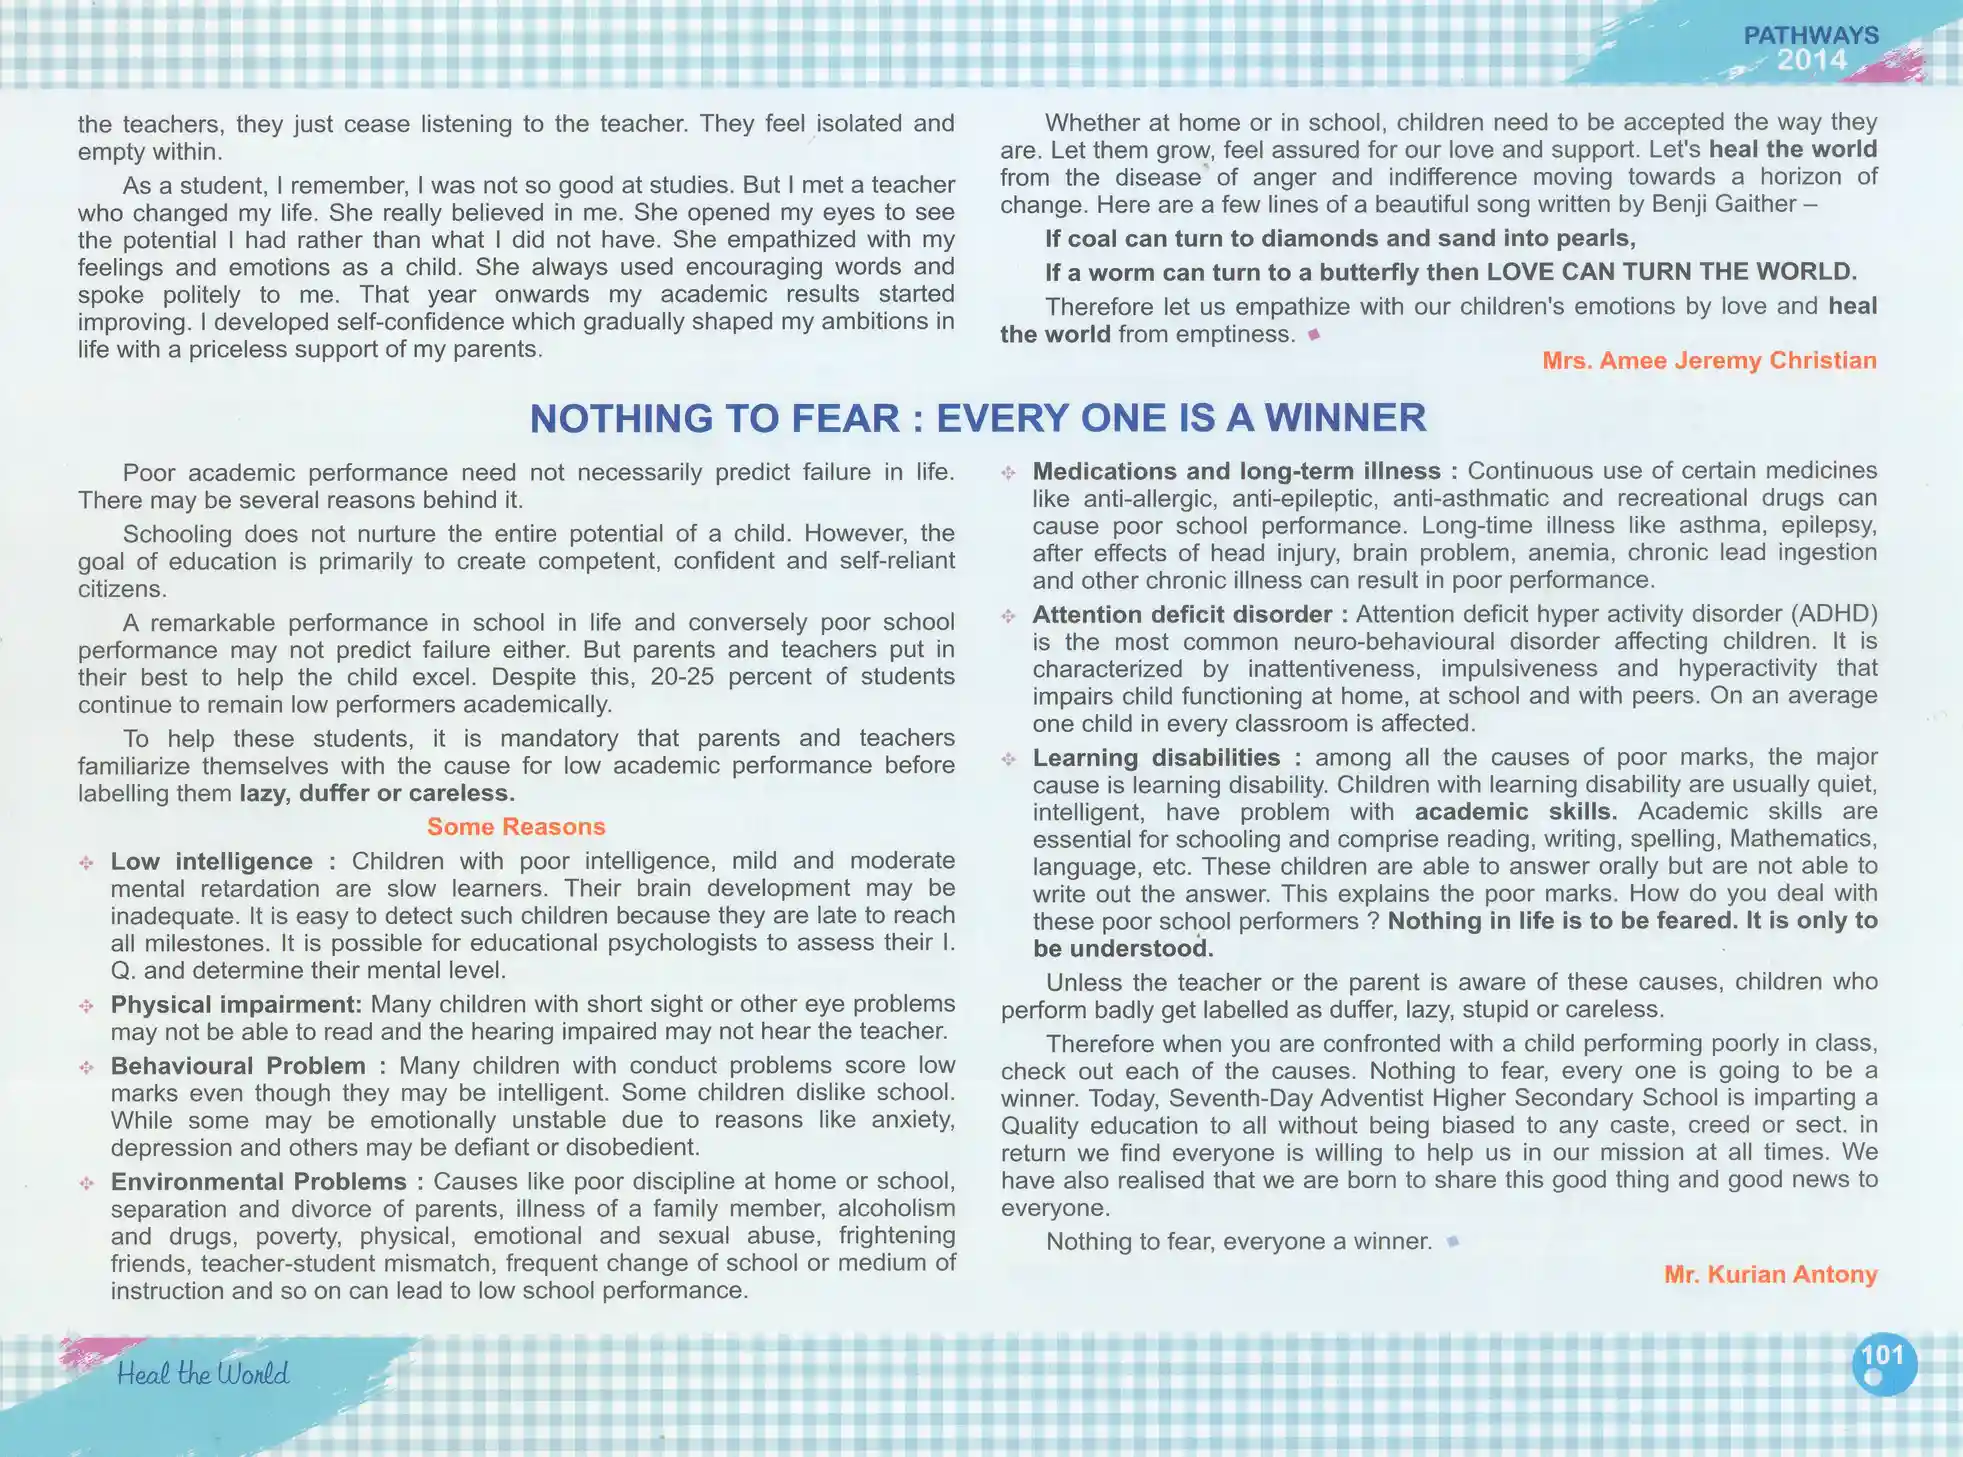 PATHWAYS
2014
the teachers, they just cease listening to the teacher. They feel isolated and
empty within.
As a student, I remember, I was not so good at studies. But I met a teacher
who changed my life. She really believed in me. She opened my eyes to see
the potential I had rather than what I did not have. She empathized with my
feelings and emotions as a child. She always used encouraging words and
spoke politely to me. That year onwards my academic results started
improving. I developed self-confidence which gradually shaped my ambitions in
life with a priceless support of my parents.
Whether at home or in school, children need to be accepted the way they
are. Let them grow, feel assured for our love and support. Let's heal the world
from the disease of anger and indifference moving towards a horizon of
change. Here are a few lines of a beautiful song written by Benji Gaither –
If coal can turn to diamonds and sand into pearls,
If a worm can turn to a butterfly then LOVE CAN TURN THE WORLD.
Therefore let us empathize with our children's emotions by love and heal
the world from emptiness.
Mrs. Amee Jeremy Christian
NOTHING TO FEAR : EVERY ONE IS A WINNER
Poor academic performance need not necessarily predict failure in life.
There may be several reasons behind it.
Schooling does not nurture the entire potential of a child. However, the
goal of education is primarily to create competent, confident and self-reliant
citizens.
A remarkable performance in school in life and conversely poor school
performance may not predict failure either. But parents and teachers put in
their best to help the child excel. Despite this, 20-25 percent of students
continue to remain low performers academically.
To help these students, it is mandatory that parents and teachers
familiarize themselves with the cause for low academic performance before
labelling them lazy, duffer or careless.
Some Reasons
Low intelligence : Children with poor intelligence, mild and moderate
mental retardation are slow learners. Their brain development may be
inadequate. It is easy to detect such children because they are late to reach
all milestones. It is possible for educational psychologists to assess their I.
Q. and determine their mental level.
Physical impairment: Many children with short sight or other eye problems
may not be able to read and the hearing impaired may not hear the teacher.
Behavioural Problem : Many children with conduct problems score low
marks even though they may be intelligent. Some children dislike school.
While some may be emotionally unstable due to reasons like anxiety,
depression and others may be defiant or disobedient.
Environmental Problems : Causes like poor discipline at home or school,
separation and divorce of parents, illness of a family member, alcoholism
and drugs, poverty, physical, emotional and sexual abuse, frightening
friends, teacher-student mismatch, frequent change of school or medium of
instruction and so on can lead to low school performance.
Medications and long-term illness : Continuous use of certain medicines
like anti-allergic, anti-epileptic, anti-asthmatic and recreational drugs can
cause poor school performance. Long-time illness like asthma, epilepsy,
after effects of head injury, brain problem, anemia, chronic lead ingestion
and other chronic illness can result in poor performance.
Attention deficit disorder : Attention deficit hyper activity disorder (ADHD)
is the most common neuro-behavioural disorder affecting children. It is
characterized by inattentiveness, impulsiveness and hyperactivity that
impairs child functioning at home, at school and with peers. On an average
one child in every classroom is affected.
Learning disabilities : among all the causes of poor marks, the major
cause is learning disability. Children with learning disability are usually quiet,
intelligent, have problem with academic skills. Academic skills are
essential for schooling and comprise reading, writing, spelling, Mathematics,
language, etc. These children are able to answer orally but are not able to
write out the answer. This explains the poor marks. How do you deal with
these poor school performers ? Nothing in life is to be feared. It is only to
be understood.
Unless the teacher or the parent is aware of these causes, children who
perform badly get labelled as duffer, lazy, stupid or careless.
Therefore when you are confronted with a child performing poorly in class,
check out each of the causes. Nothing to fear, every one is going to be a
winner. Today, Seventh-Day Adventist Higher Secondary School is imparting a
Quality education to all without being biased to any caste, creed or sect. in
return we find everyone is willing to help us in our mission at all times. We
have also realised that we are born to share this good thing and good news to
everyone.
Nothing to fear, everyone a winner.
Mr. Kurian Antony
Heal the World
101